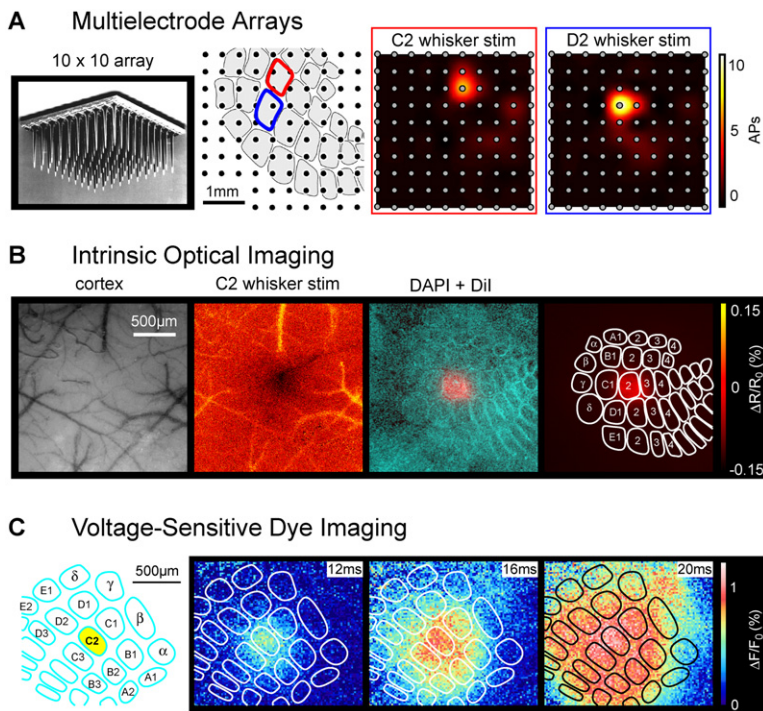 A Multielectrode Arrays
10 x 10 array
C2 whisker stim
D2 whisker stim
1mm
10
5
0
APs
B Intrinsic Optical Imaging
cortex
C2 whisker stim
DAPI + DiI
500µm
α A1 2 3 4
β B1 2 3 4
γ C1 2 3 4
δ D1 2 3 4
E1 2 3 4
0.15
0
-0.15
ΔR/R0 (%)
C Voltage-Sensitive Dye Imaging
500µm
δ γ
E1
E2 D1 β
D3 D2 C1
C2
C3 B1 α
B2
B3 A2 A1
12ms
16ms
20ms
1
0
ΔF/F0 (%)